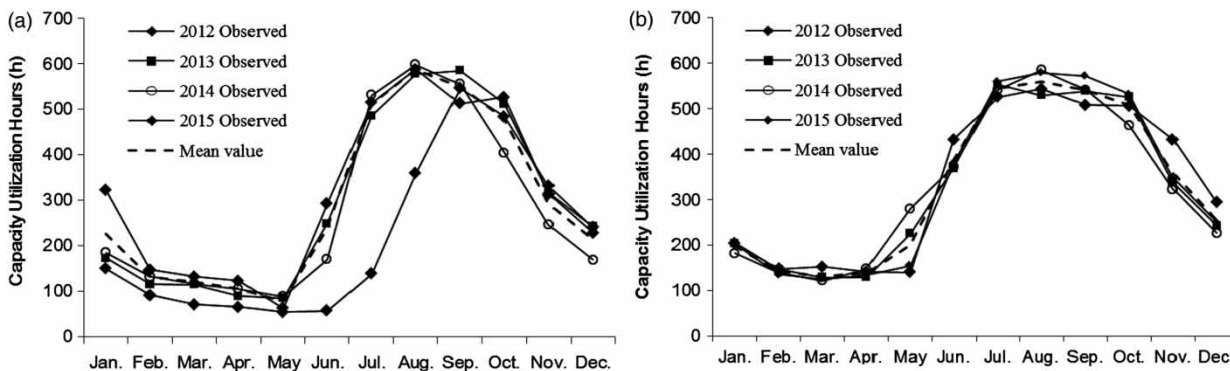 (a)
Capacity Utilization Hours (h)
700
600
500
400
300
200
100
0
2012 Observed
2013 Observed
2014 Observed
2015 Observed
Mean value
Jan. Feb. Mar. Apr. May Jun. Jul. Aug. Sep. Oct. Nov. Dec.
(b)
Capacity Utilization Hours (h)
700
600
500
400
300
200
100
0
2012 Observed
2013 Observed
2014 Observed
2015 Observed
Mean value
Jan. Feb. Mar. Apr. May Jun. Jul. Aug. Sep. Oct. Nov. Dec.